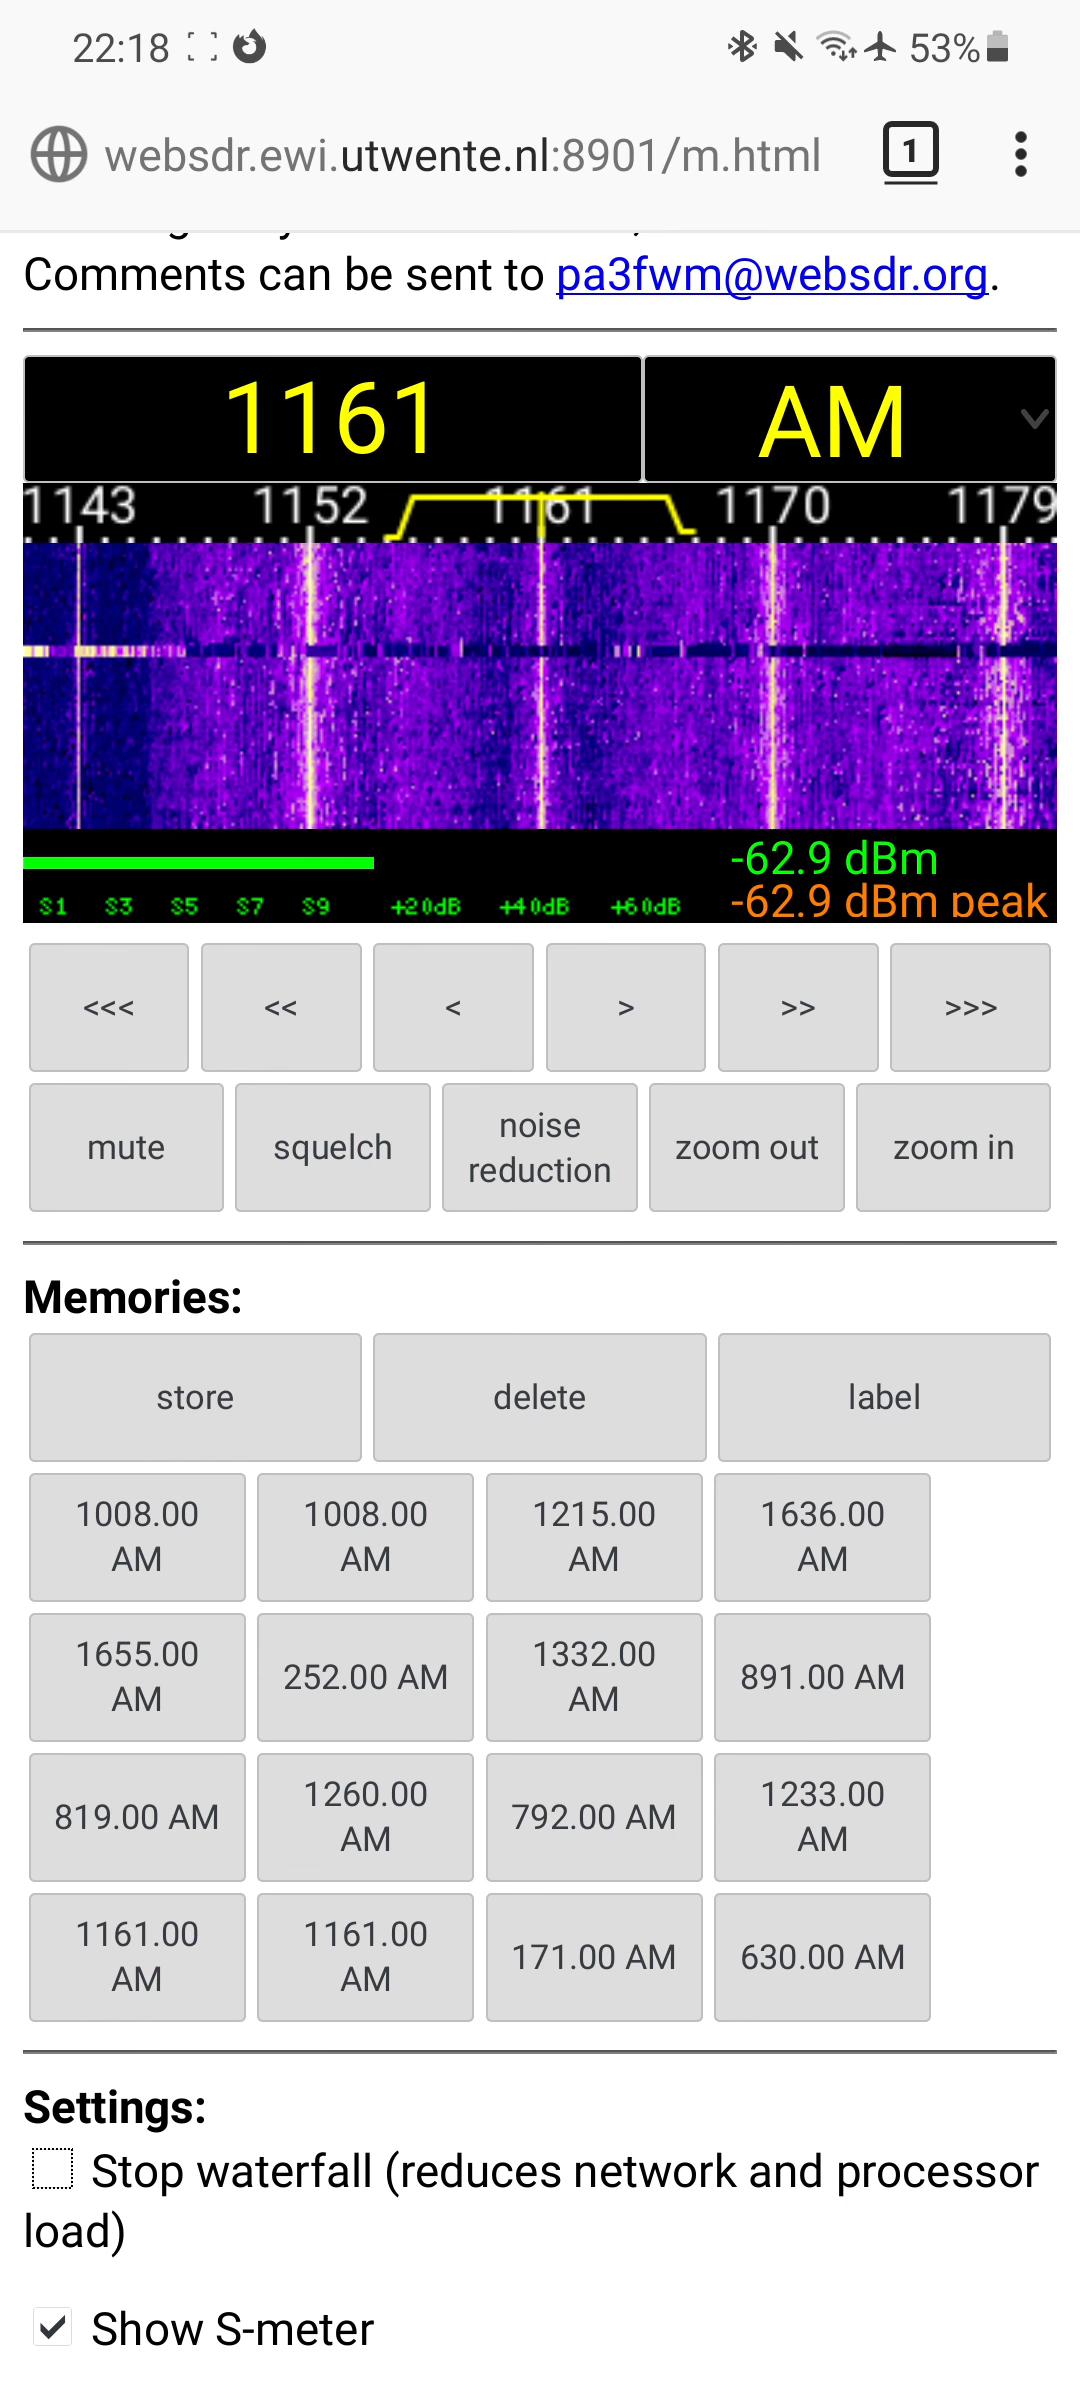 22:18 53%
websdr.ewi.utwente.nl:8901/m.html 1
Comments can be sent to pa3fwm@websdr.org.
1161 AM
1143 1152 1161 1170 1179
-62.9 dBm
S1 S3 S5 S7 S9 +20dB +40dB +60dB -62.9 dBm peak
<<< << < > >> >>>
mute squelch noise reduction zoom out zoom in
Memories:
store delete label
1008.00 AM 1008.00 AM 1215.00 AM 1636.00 AM
1655.00 AM 252.00 AM 1332.00 AM 891.00 AM
819.00 AM 1260.00 AM 792.00 AM 1233.00 AM
1161.00 AM 1161.00 AM 171.00 AM 630.00 AM
Settings:
Stop waterfall (reduces network and processor
load)
Show S-meter